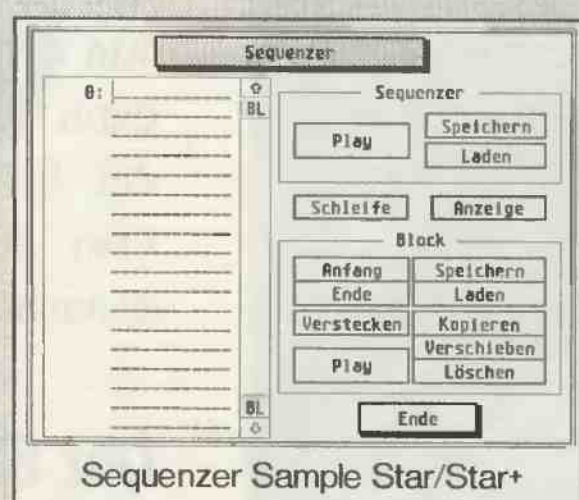 Sequenzer
0:
BL
BL
Sequenzer
Play
Speichern
Laden
Schleife
Anzeige
Block
Anfang
Speichern
Ende
Laden
Verstecken
Kopieren
Verschieben
Play
Löschen
Ende
Sequenzer Sample Star/Star+